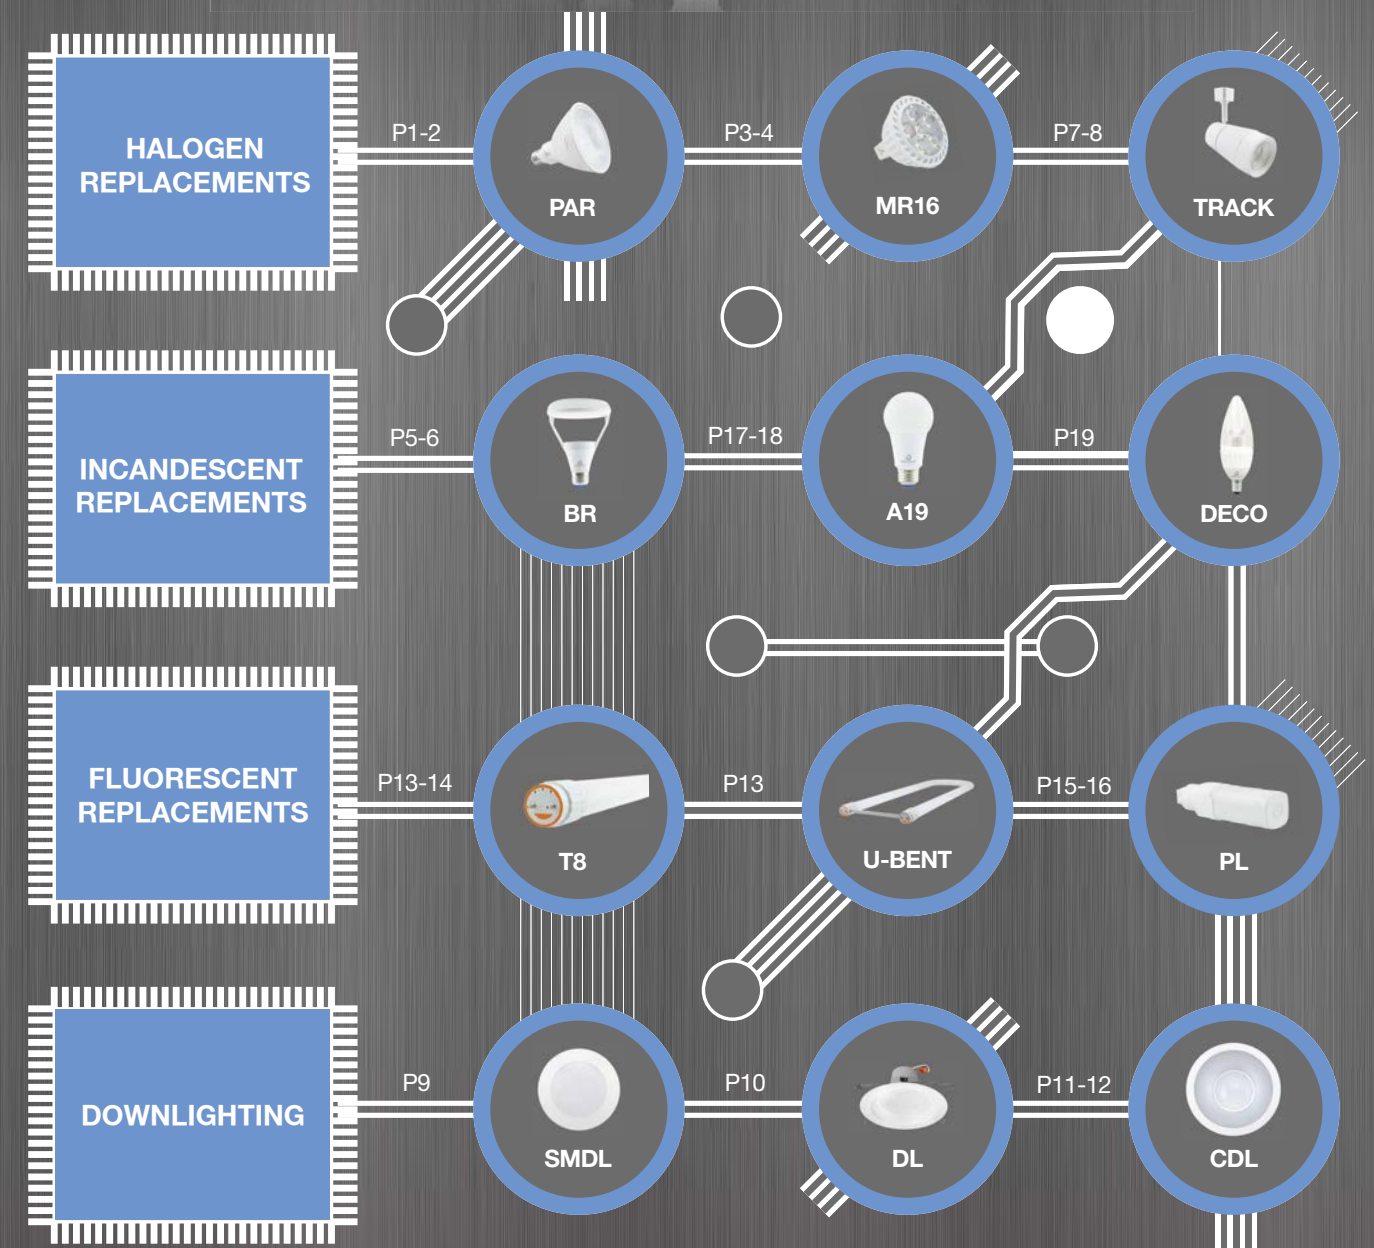 HALOGEN
REPLACEMENTS
P1-2
PAR
P3-4
MR16
P7-8
TRACK
INCANDESCENT
REPLACEMENTS
P5-6
BR
P17-18
A19
P19
DECO
FLUORESCENT
REPLACEMENTS
P13-14
T8
P13
U-BENT
P15-16
PL
DOWNLIGHTING
P9
SMDL
P10
DL
P11-12
CDL